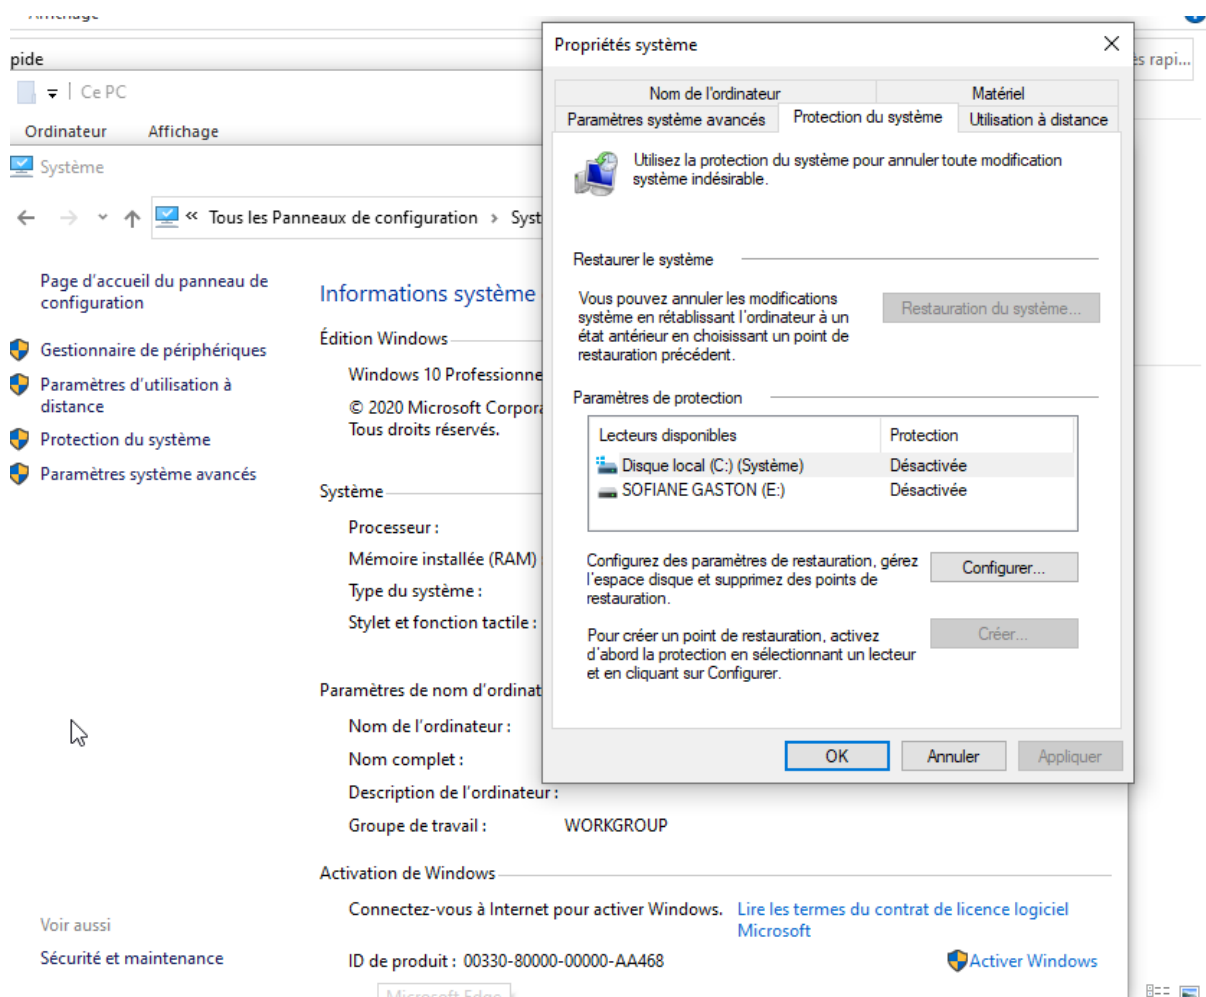 Affichage
pide
ès rapi...
Ce PC
Ordinateur Affichage
Système
« Tous les Panneaux de configuration > Syst
Page d'accueil du panneau de
configuration
Gestionnaire de périphériques
Paramètres d'utilisation à
distance
Protection du système
Paramètres système avancés
Voir aussi
Sécurité et maintenance
Informations système
Édition Windows
Windows 10 Professionne
© 2020 Microsoft Corpora
Tous droits réservés.
Système
Processeur :
Mémoire installée (RAM)
Type du système :
Stylet et fonction tactile :
Paramètres de nom d'ordinat
Nom de l'ordinateur :
Nom complet :
Description de l'ordinateur :
Groupe de travail : WORKGROUP
Activation de Windows
Connectez-vous à Internet pour activer Windows. Lire les termes du contrat de licence logiciel
Microsoft
ID de produit : 00330-80000-00000-AA468 Activer Windows
Microsoft Edge
Propriétés système
Nom de l'ordinateur Matériel
Paramètres système avancés Protection du système Utilisation à distance
Utilisez la protection du système pour annuler toute modification
système indésirable.
Restaurer le système
Vous pouvez annuler les modifications
système en rétablissant l'ordinateur à un
état antérieur en choisissant un point de
restauration précédent.
Restauration du système...
Paramètres de protection
Lecteurs disponibles Protection
Disque local (C:) (Système) Désactivée
SOFIANE GASTON (E:) Désactivée
Configurez des paramètres de restauration, gérez
l'espace disque et supprimez des points de
restauration.
Configurer...
Pour créer un point de restauration, activez
d'abord la protection en sélectionnant un lecteur
et en cliquant sur Configurer.
Créer...
OK Annuler Appliquer